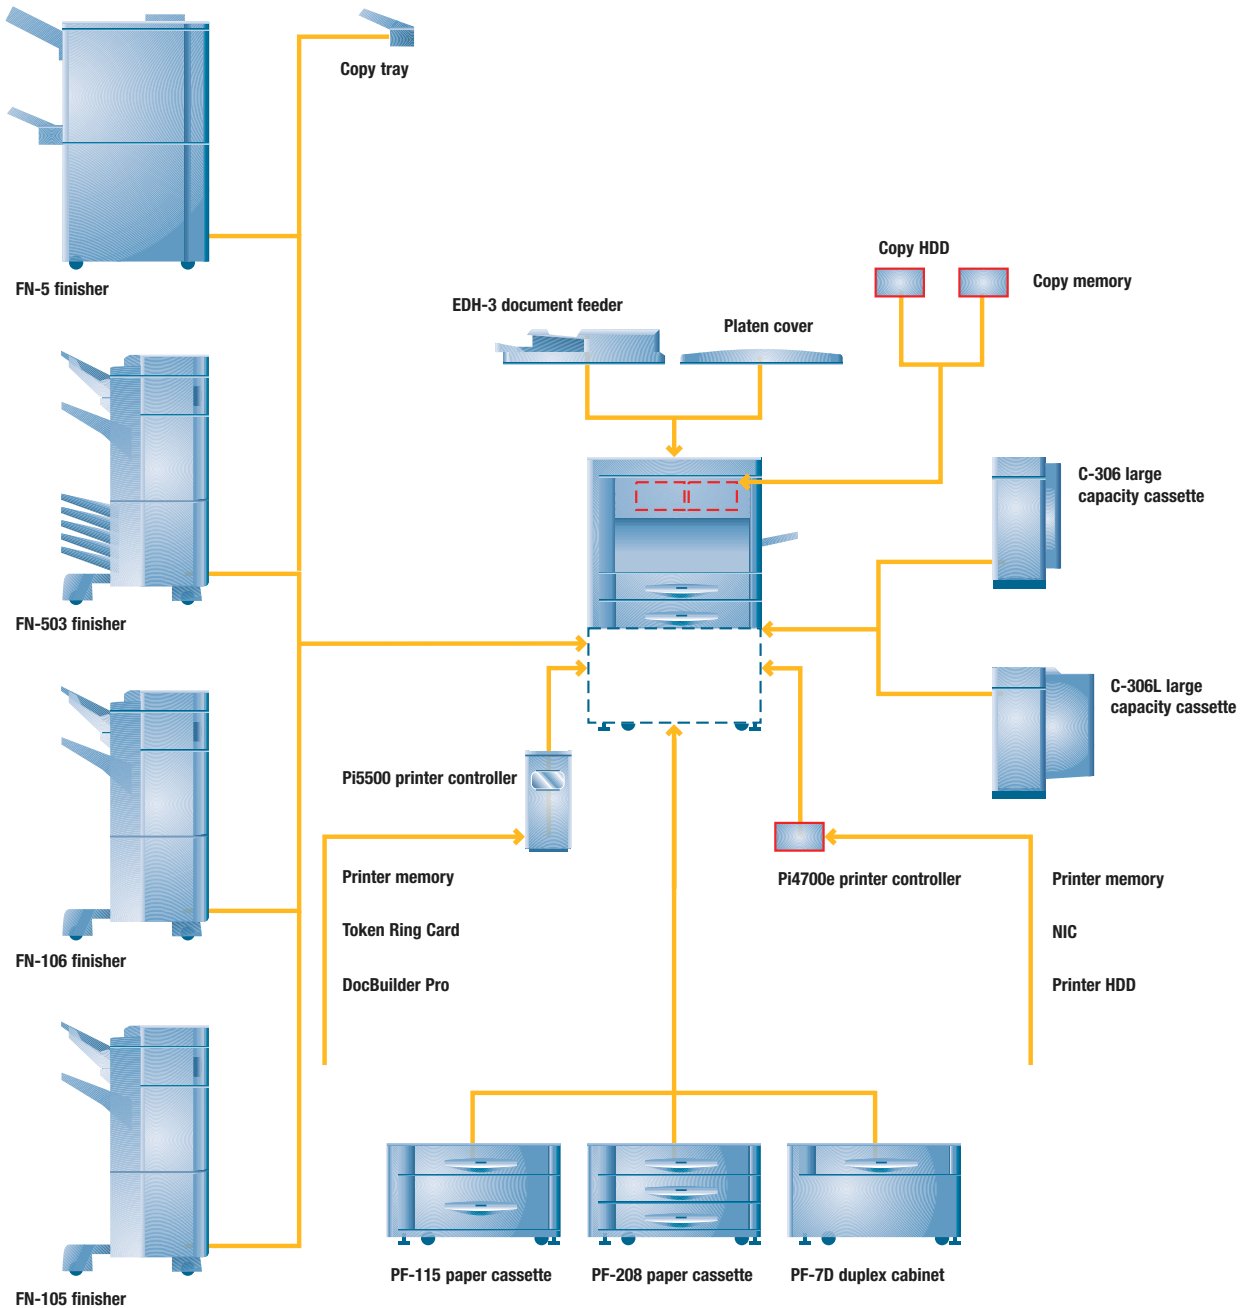 Copy tray
FN-5 finisher
Copy HDD
Copy memory
EDH-3 document feeder
Platen cover
C-306 large
capacity cassette
FN-503 finisher
C-306L large
capacity cassette
Pi5500 printer controller
Printer memory
Token Ring Card
DocBuilder Pro
Pi4700e printer controller
Printer memory
NIC
Printer HDD
FN-106 finisher
PF-115 paper cassette
PF-208 paper cassette
PF-7D duplex cabinet
FN-105 finisher